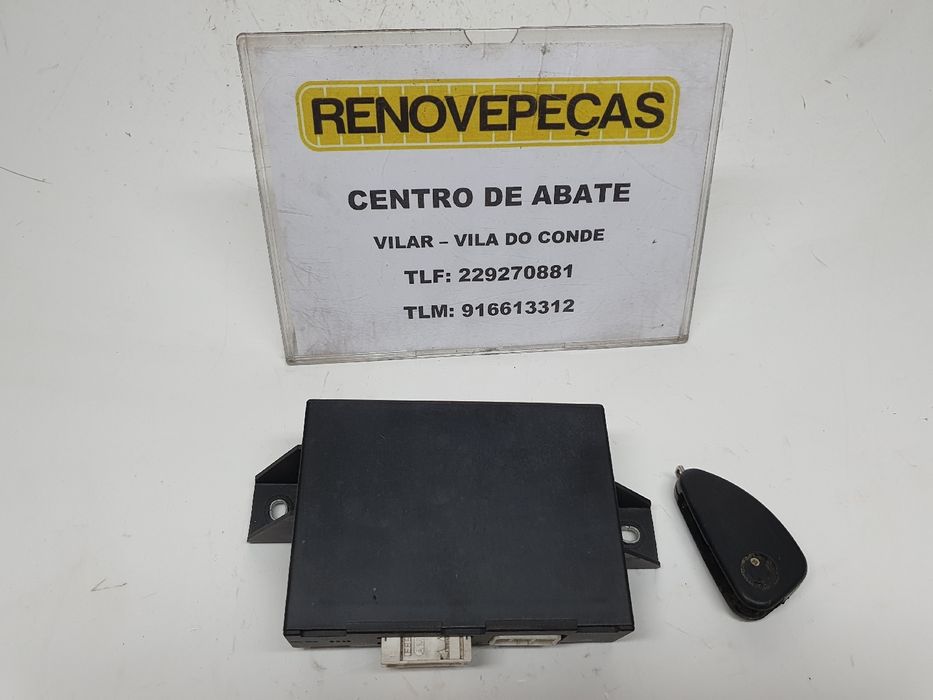 RENOVEPEÇAS
CENTRO DE ABATE
VILAR – VILA DO CONDE
TLF: 229270881
TLM: 916613312